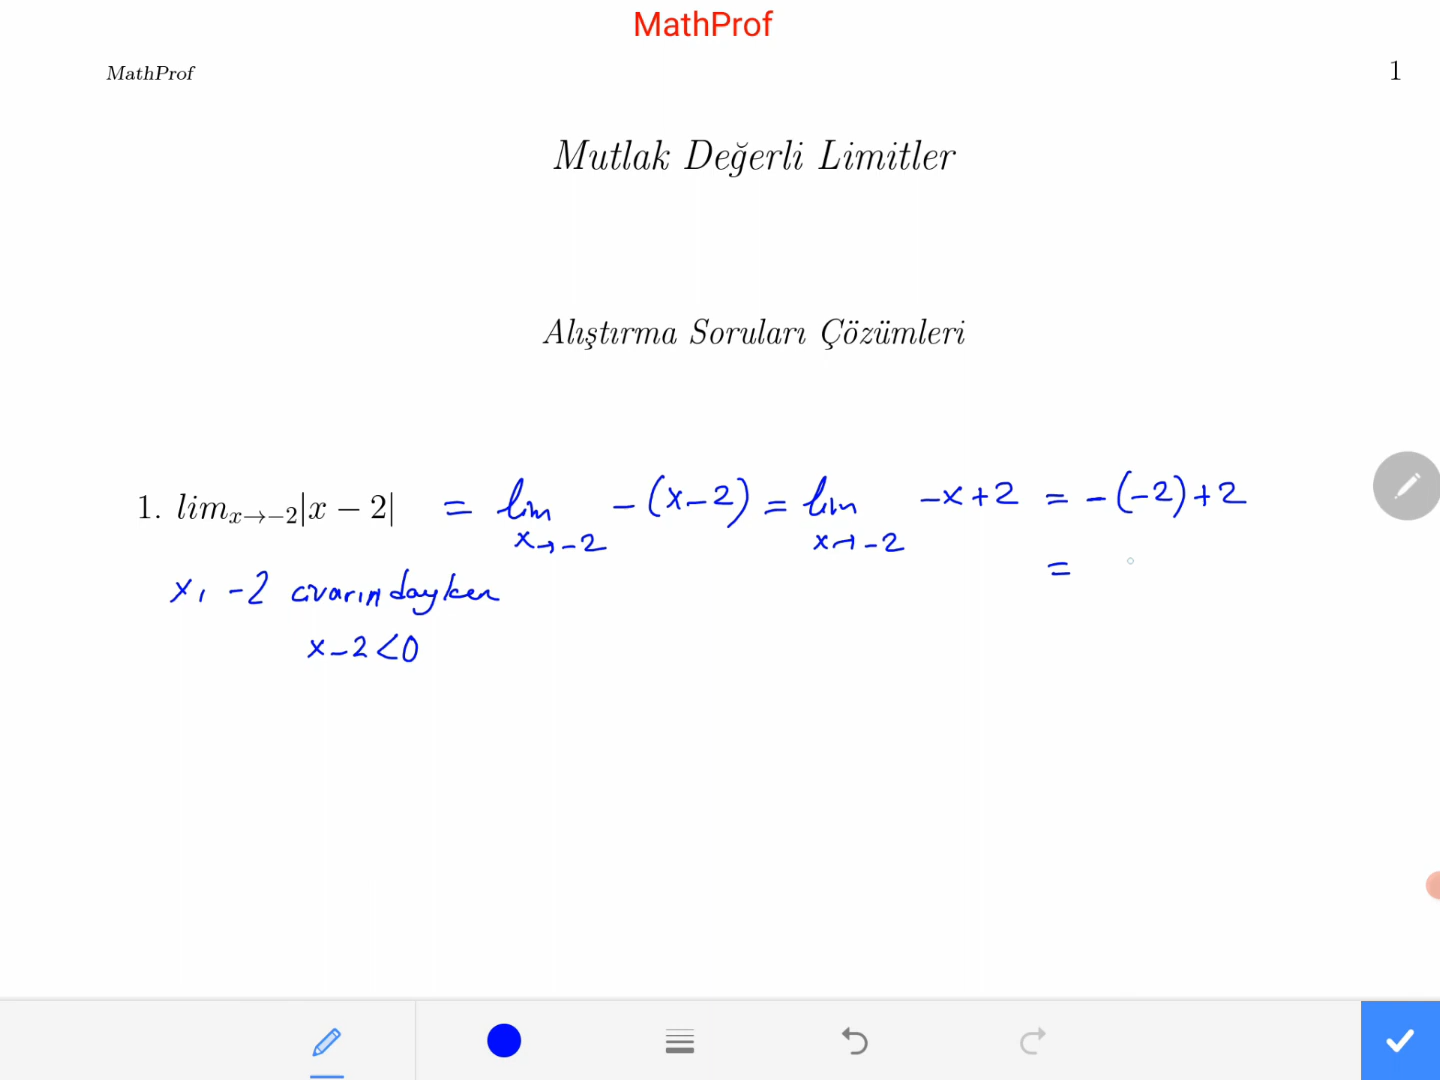 MathProf
MathProf 1
Mutlak Değerli Limitler
Alıştırma Soruları Çözümleri
1. lim_{x→-2}|x − 2| = lim_{x→-2} -(x-2) = lim_{x→-2} -x+2 = -(-2)+2
=
x, -2 civarındayken
x-2<0